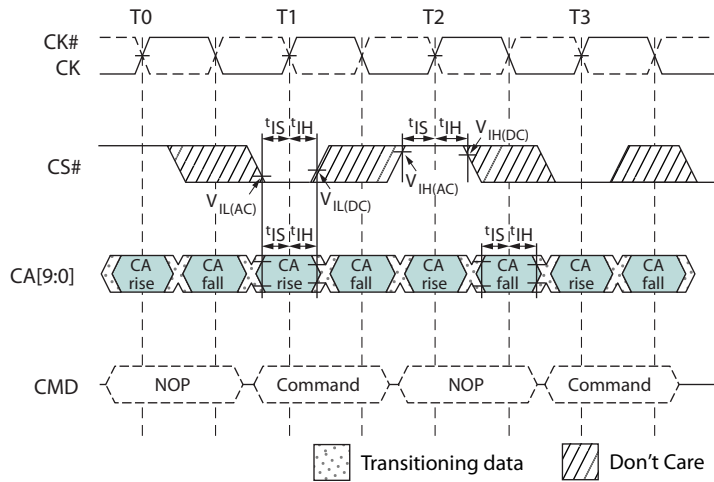 T0 T1 T2 T3
CK#
CK
tIS tIH tIS tIH
VIH(DC)
CS#
VIL(AC) VIL(DC) VIH(AC)
tIS tIH tIS tIH
CA[9:0]
CA rise
CA fall
CA rise
CA fall
CA rise
CA fall
CA rise
CA fall
CMD NOP Command NOP Command
Transitioning data Don't Care